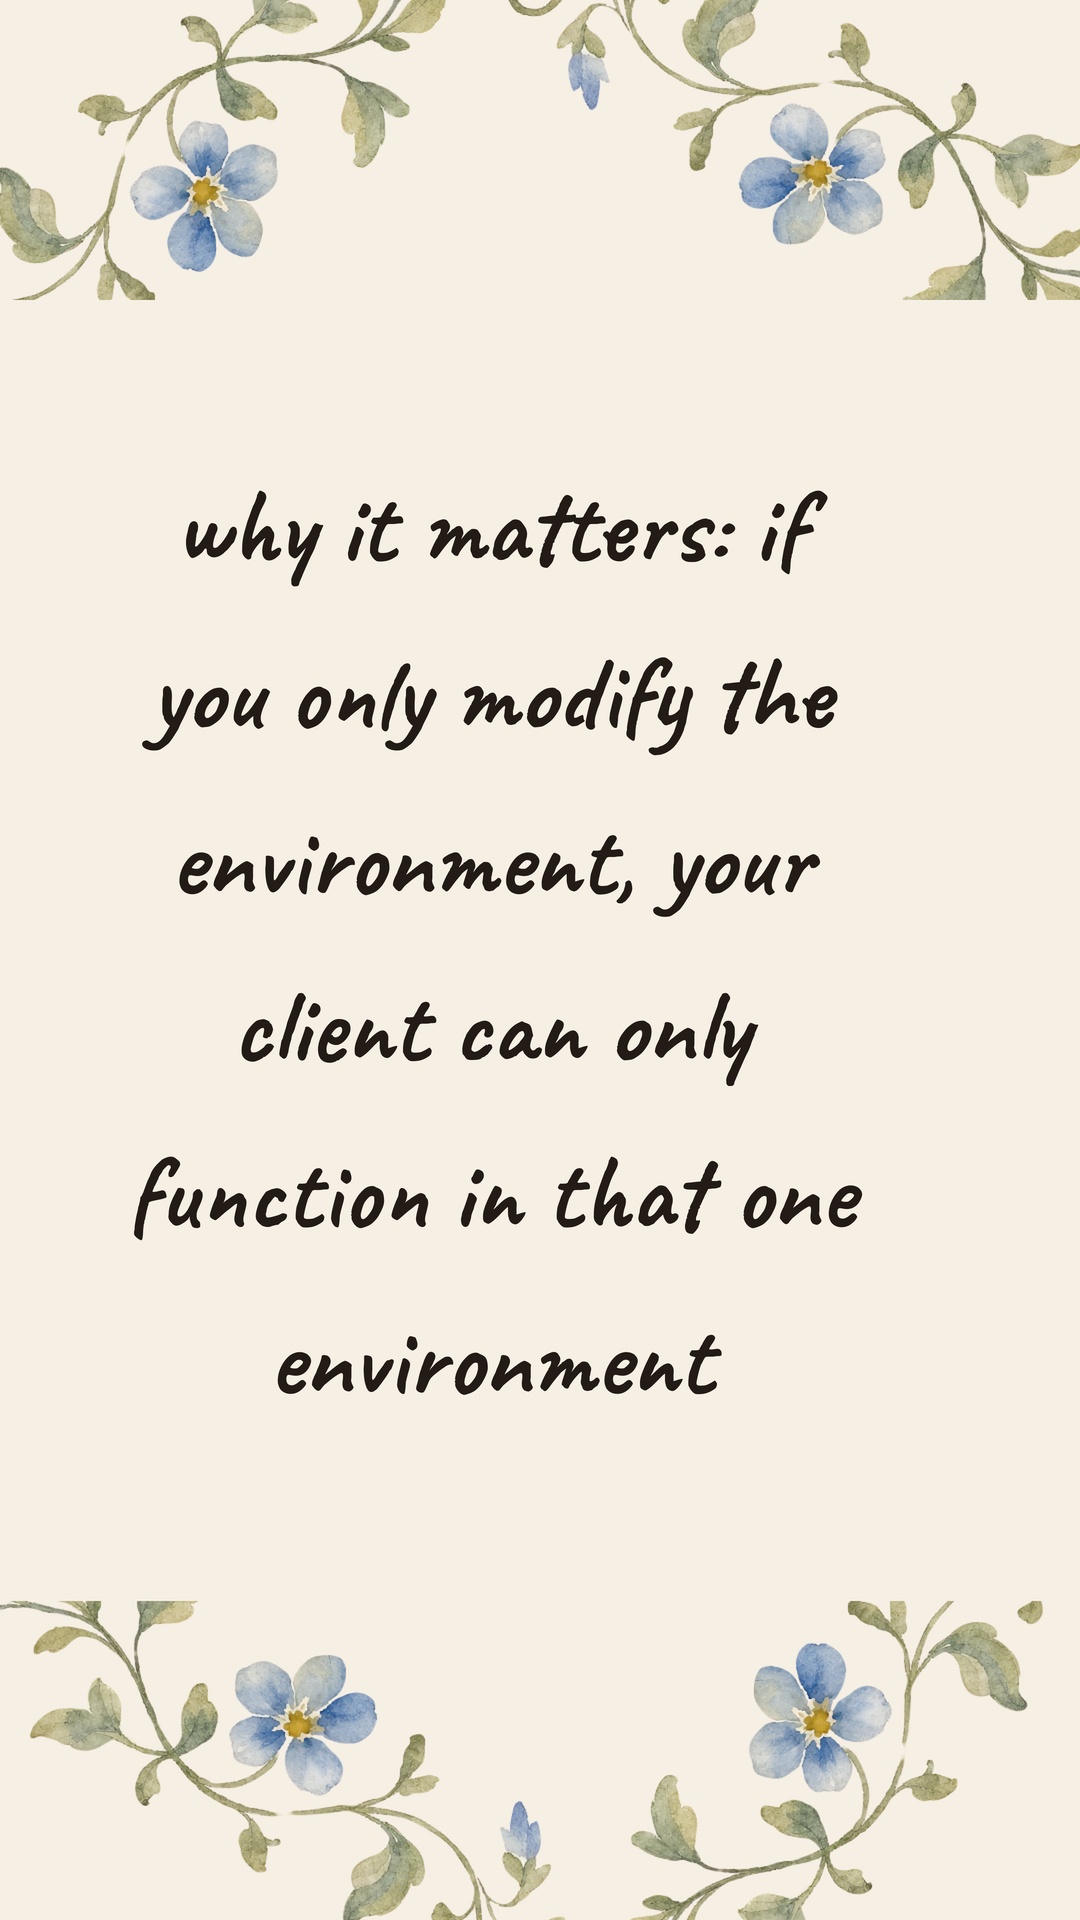 why it matters: if
you only modify the
environment, your
client can only
function in that one
environment